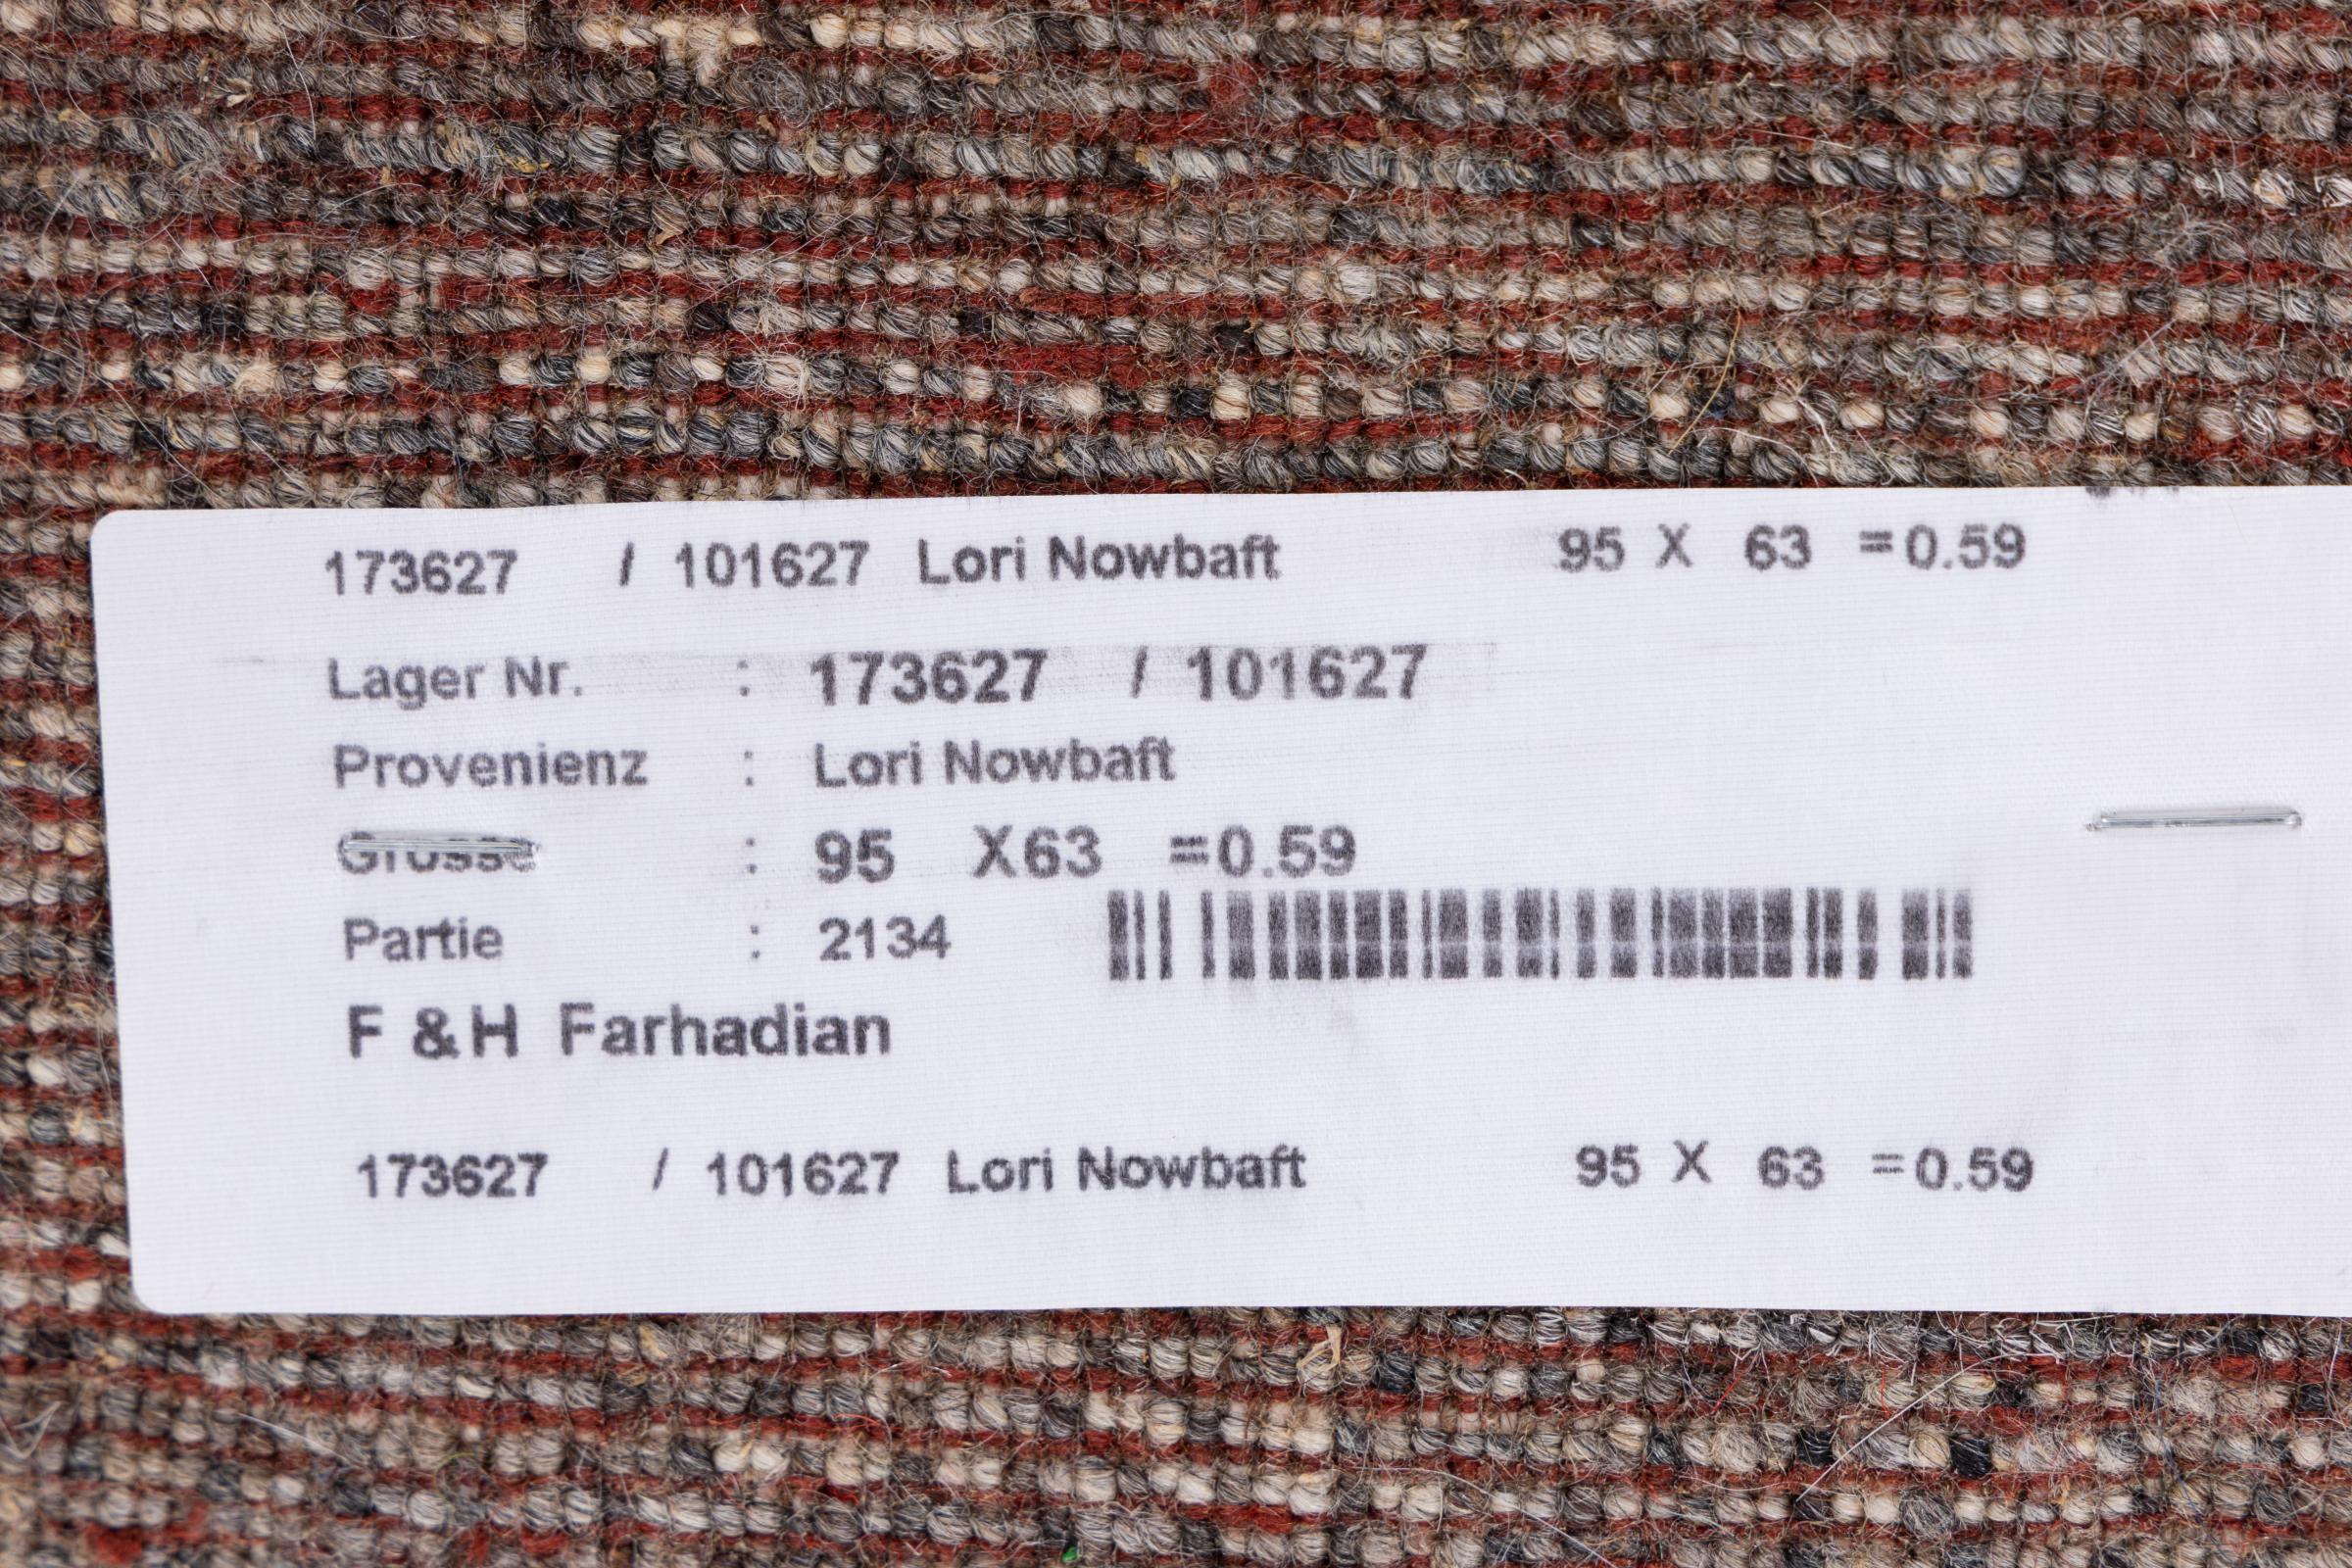 173627 / 101627 Lori Nowbaft 95 X 63 =0.59
Lager Nr. : 173627 / 101627
Provenienz : Lori Nowbaft
Grosse : 95 X63 =0.59
Partie : 2134
F &H Farhadian
173627 / 101627 Lori Nowbaft 95 X 63 =0.59